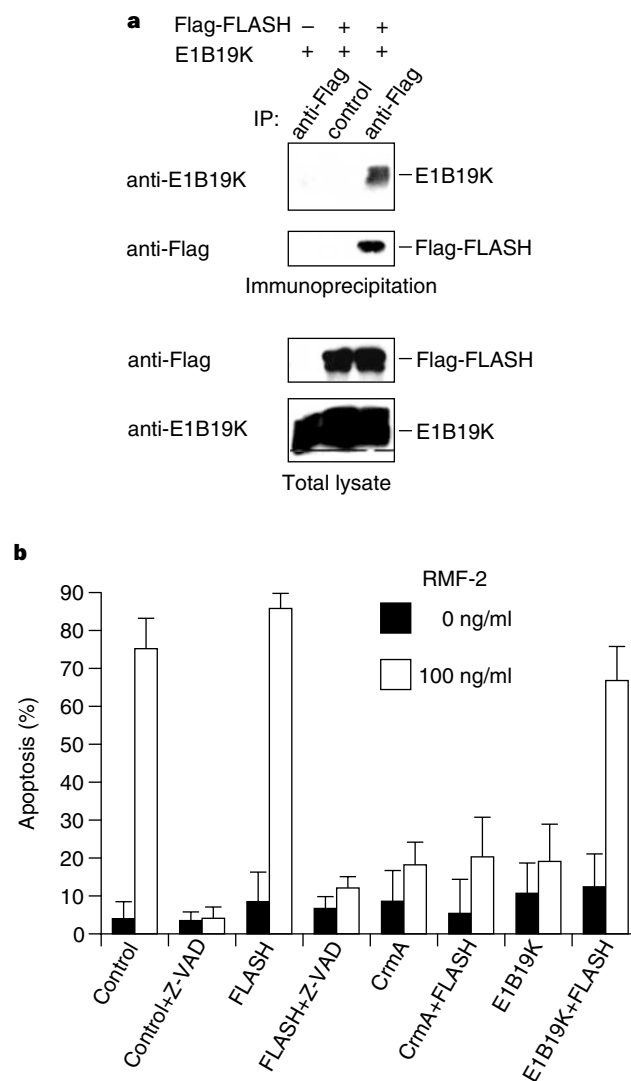 a
Flag-FLASH – + +
E1B19K + + +
IP: anti-Flag control anti-Flag
anti-E1B19K – E1B19K
anti-Flag – Flag-FLASH
Immunoprecipitation
anti-Flag – Flag-FLASH
anti-E1B19K – E1B19K
Total lysate
b
RMF-2
0 ng/ml
100 ng/ml
Apoptosis (%)
90
80
70
60
50
40
30
20
10
0
Control
Control+Z-VAD
FLASH
FLASH+Z-VAD
CrmA
CrmA+FLASH
E1B19K
E1B19K+FLASH